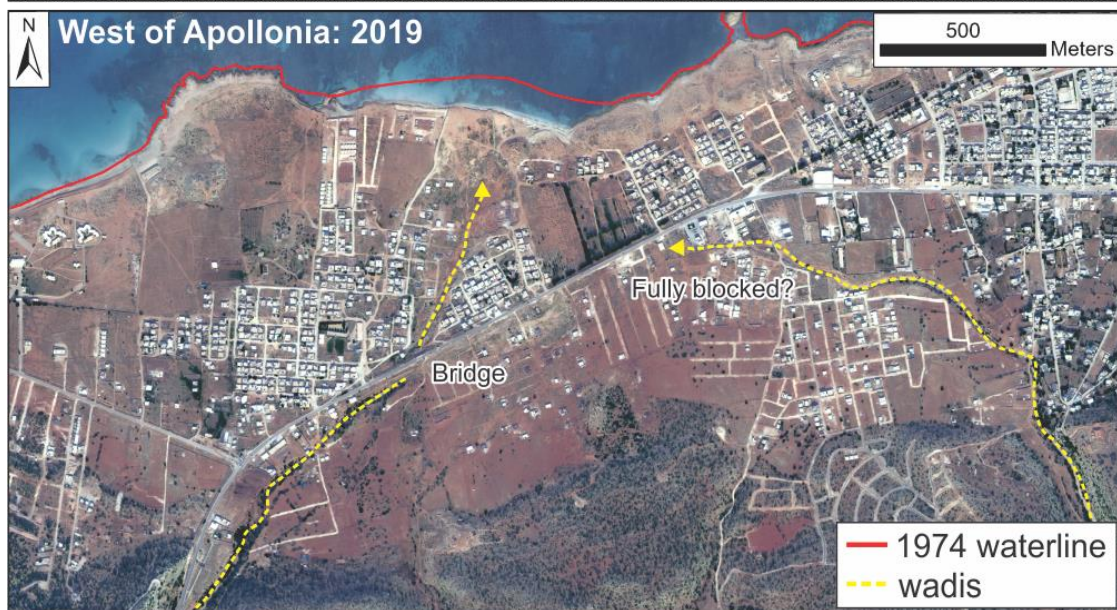 N
West of Apollonia: 2019
500
Meters
Fully blocked?
Bridge
1974 waterline
wadis